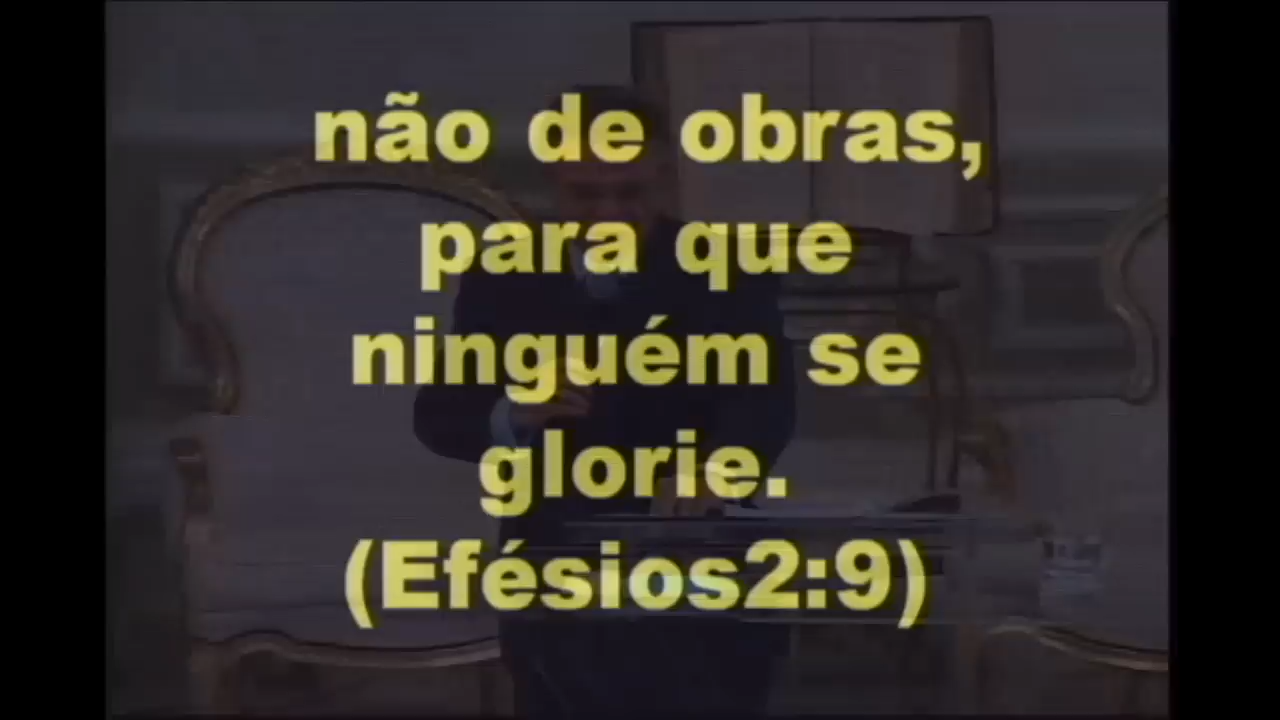 não de obras,
para que
ninguém se
glorie.
(Efésios2:9)